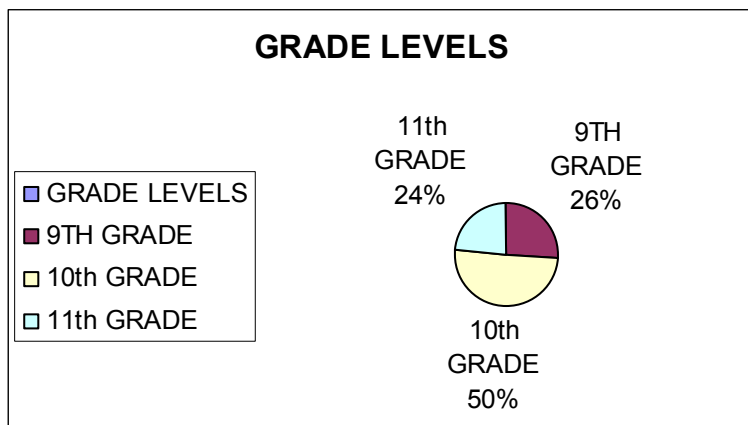 GRADE LEVELS
11th
GRADE
24%
9TH
GRADE
26%
GRADE LEVELS
9TH GRADE
10th GRADE
11th GRADE
10th
GRADE
50%